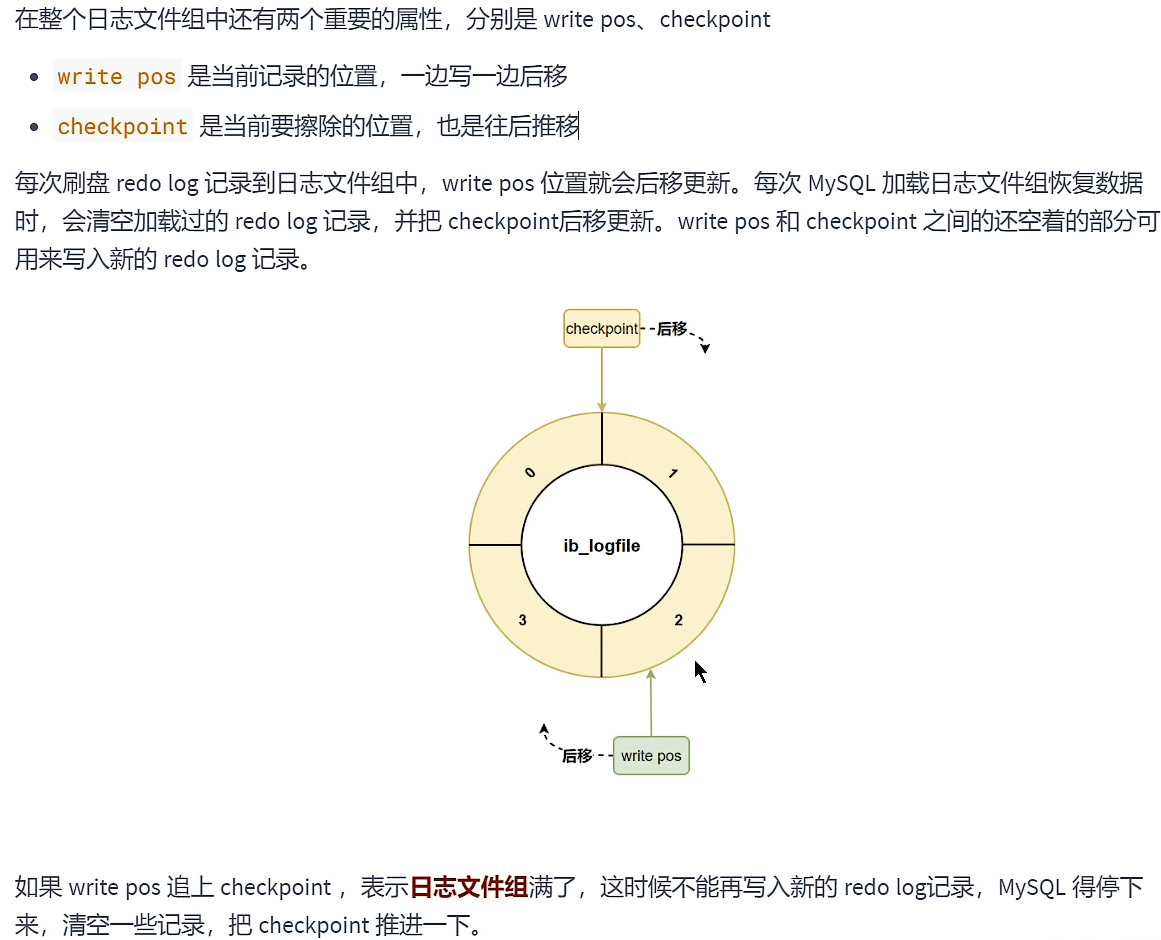 在整个日志文件组中还有两个重要的属性，分别是 write pos、checkpoint
write pos 是当前记录的位置，一边写一边后移
checkpoint 是当前要擦除的位置，也是往后推移
每次刷盘 redo log 记录到日志文件组中，write pos 位置就会后移更新。每次 MySQL 加载日志文件组恢复数据
时，会清空加载过的 redo log 记录，并把 checkpoint后移更新。write pos 和 checkpoint 之间的还空着的部分可
用来写入新的 redo log 记录。
checkpoint
后移
0
1
ib_logfile
3
2
后移
write pos
如果 write pos 追上 checkpoint ，表示日志文件组满了，这时候不能再写入新的 redo log记录，MySQL 得停下
来，清空一些记录，把 checkpoint 推进一下。